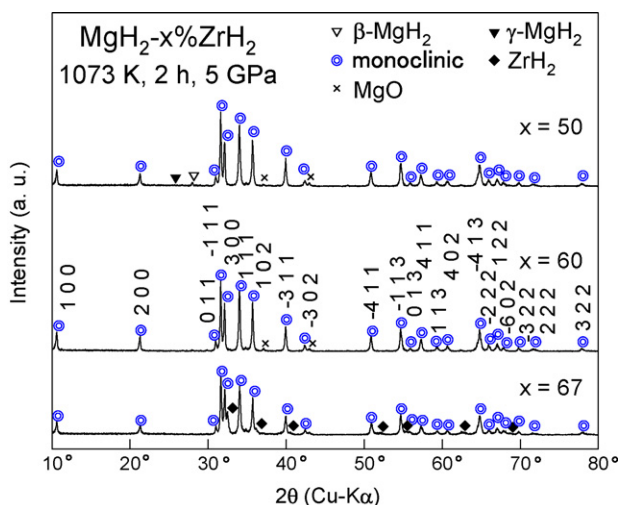 MgH₂-x%ZrH₂
1073 K, 2 h, 5 GPa
β-MgH₂
γ-MgH₂
monoclinic
ZrH₂
MgO
x = 50
x = 60
x = 67
1 0 0
2 0 0
0 1 1
-1 1 1
3 0 0
1 1 1
1 0 2
-3 1 1
-3 0 2
-4 1 1
-1 1 3
0 1 3
4 1 1
1 1 3
4 0 2
-4 1 3
-2 2 2
1 2 2
-6 0 2
-3 2 2
2 2 2
3 2 2
Intensity (a. u.)
10° 20° 30° 40° 50° 60° 70° 80°
2θ (Cu-Kα)